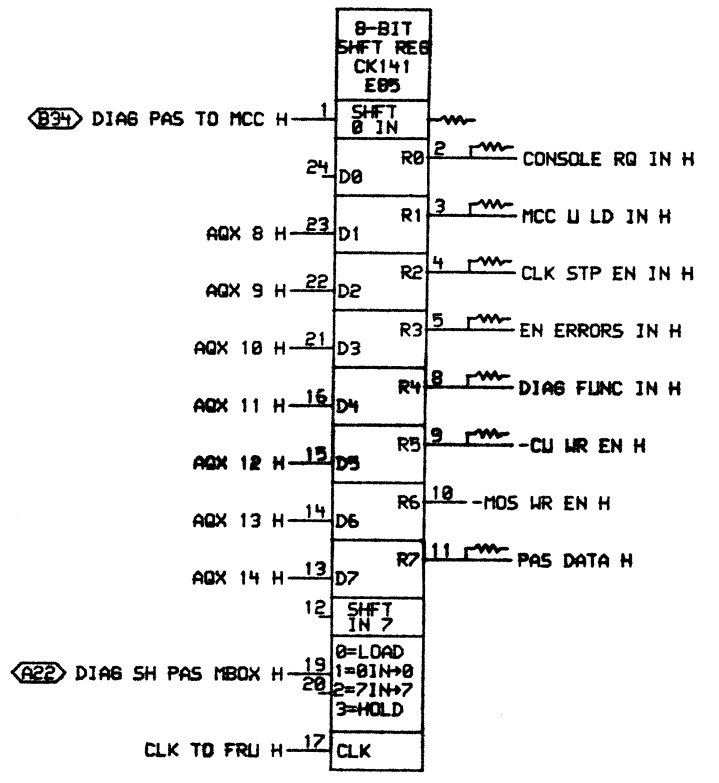 8-BIT
SHFT REG
CK141
E85
B34 DIAG PAS TO MCC H 1 SHFT
0 IN
R0 2 CONSOLE RQ IN H
24 D0
R1 3 MCC U LD IN H
AQX 8 H 23 D1
R2 4 CLK STP EN IN H
AQX 9 H 22 D2
R3 5 EN ERRORS IN H
AQX 10 H 21 D3
R4 8 DIAG FUNC IN H
AQX 11 H 16 D4
R5 9 -CW WR EN H
AQX 12 H 15 D5
R6 10 -MOS WR EN H
AQX 13 H 14 D6
R7 11 PAS DATA H
AQX 14 H 13 D7
12 SHFT
IN 7
0=LOAD
A22 DIAG SH PAS MBOX H 19 1=0IN→0
20 2=7IN→7
3=HOLD
CLK TO FRU H 17 CLK